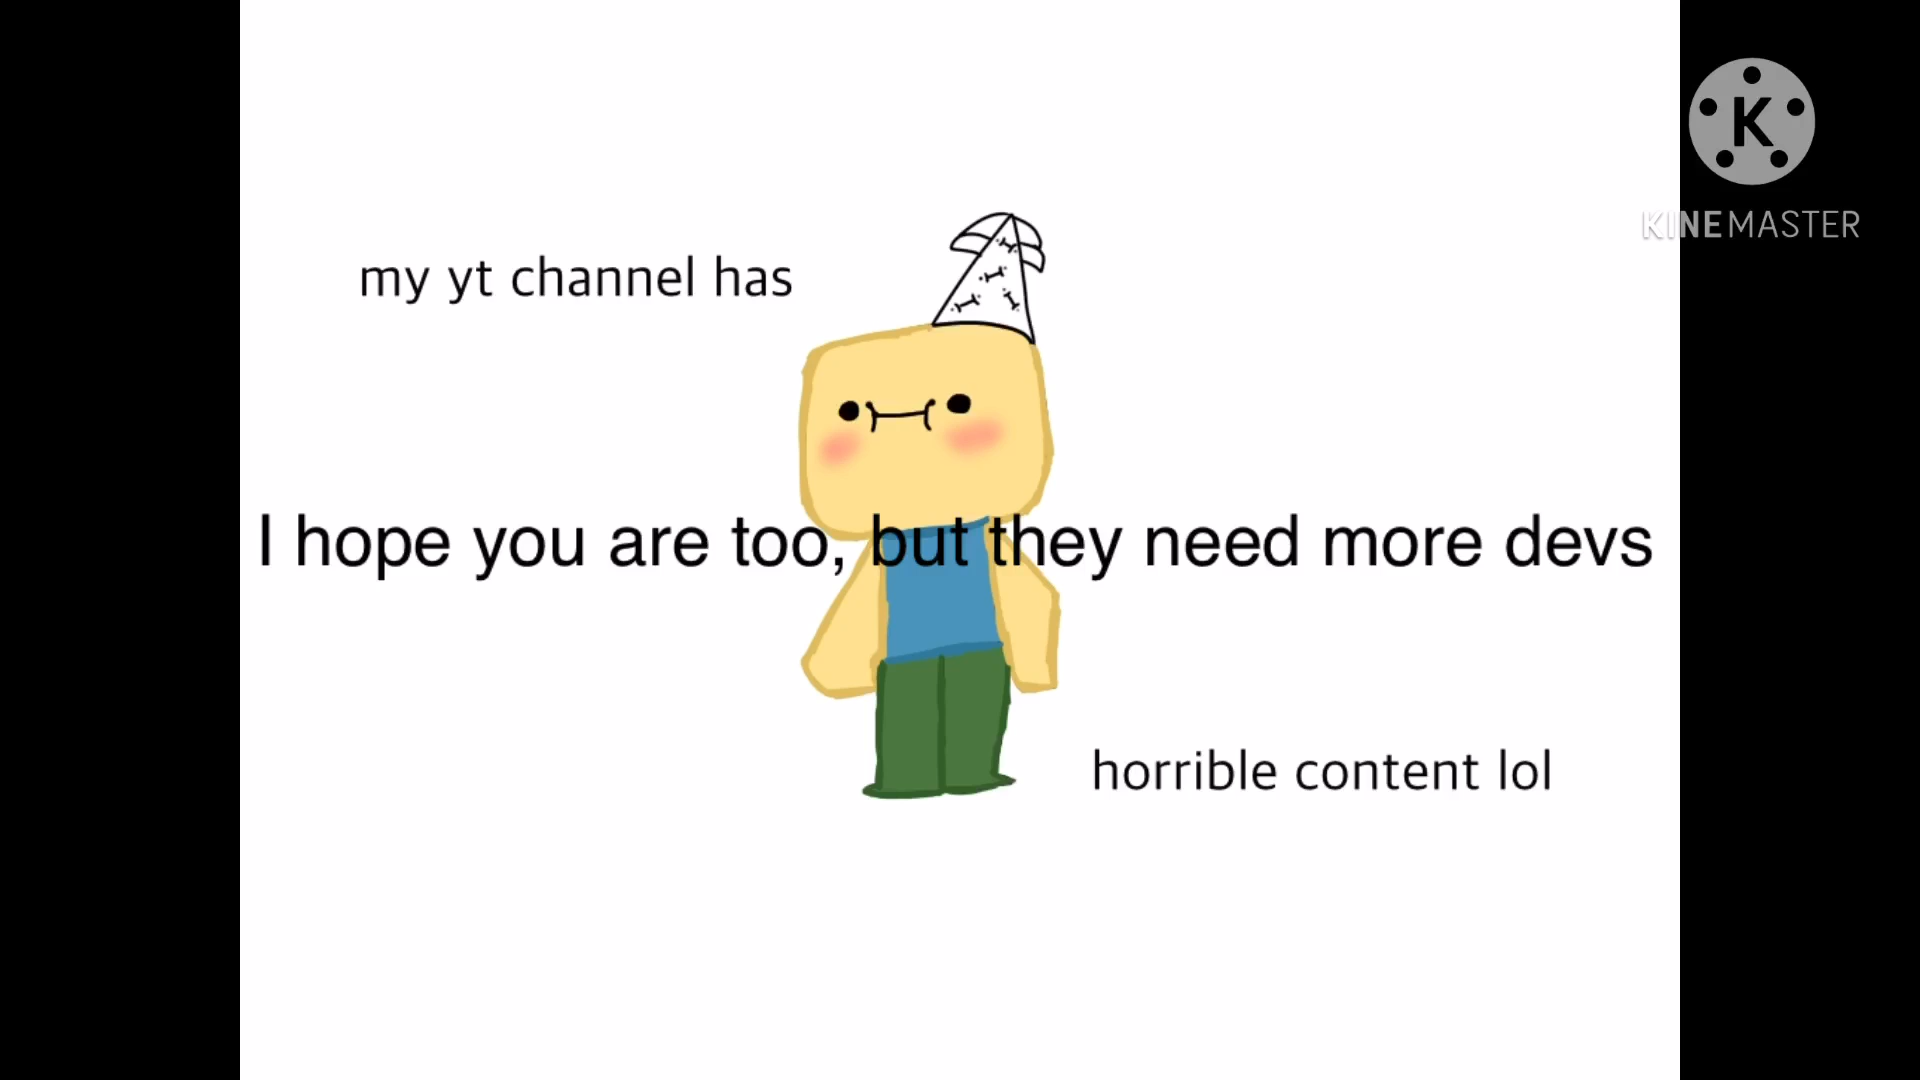 K
KINEMASTER
my yt channel has
I hope you are too, but they need more devs
horrible content lol